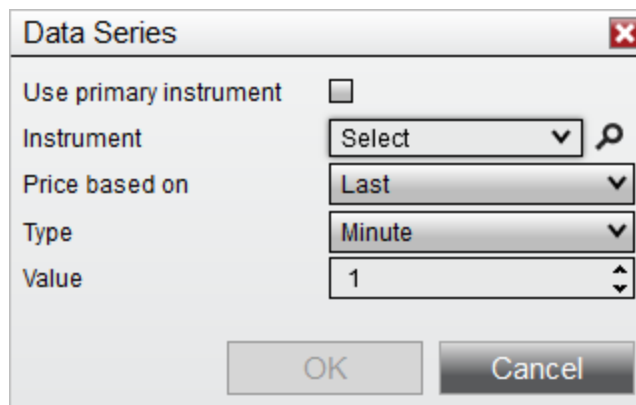 Data Series
Use primary instrument
Instrument Select
Price based on Last
Type Minute
Value 1
OK Cancel